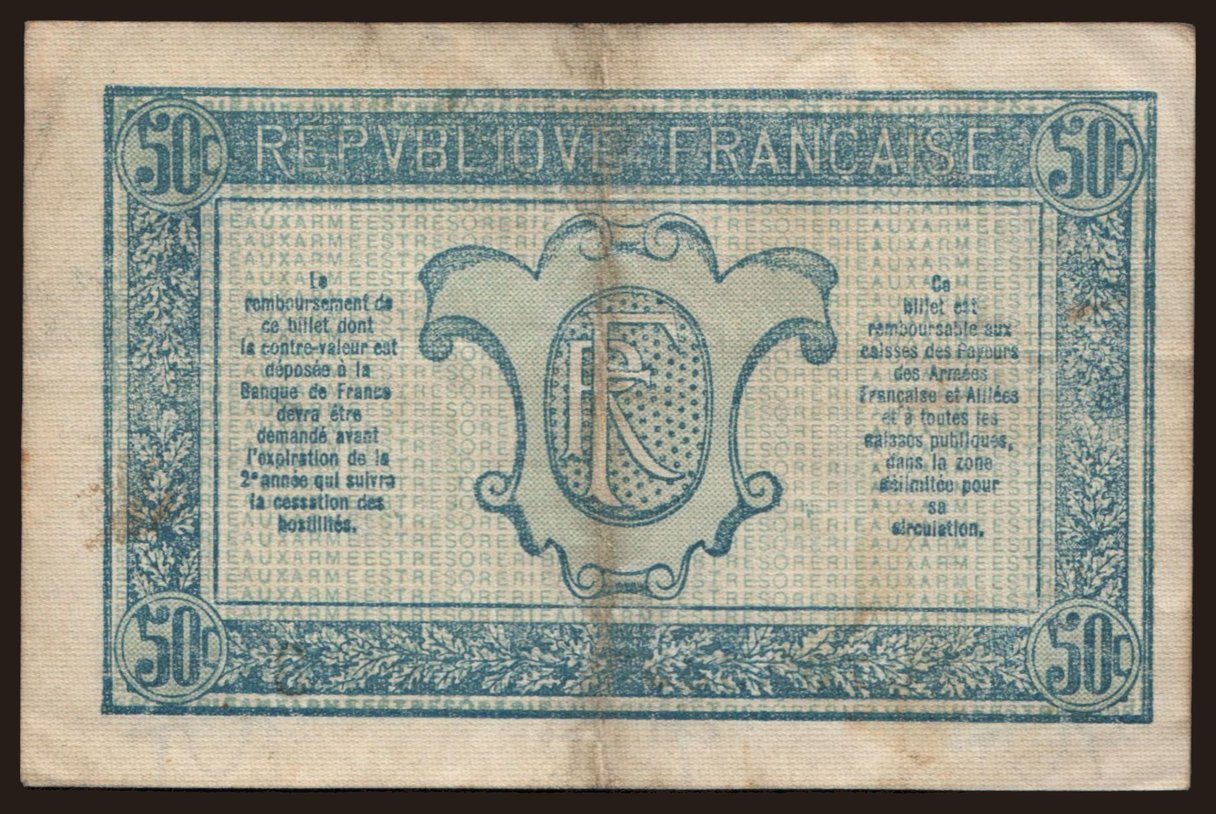 50c
RÉPVBLIQVE FRANÇAISE
50c
Le
remboursement de
ce billet dont
la contre-valeur est
déposée à la
Banque de France
devra être
demandé avant
l'expiration de la
2e année qui suivra
la cessation des
hostilités.
RF
Ce
billet est
remboursable aux
caisses des Payeurs
des Armées
Française et Alliées
et à toutes les
caisses publiques,
dans la zone
délimitée pour
sa
circulation.
50c
50c